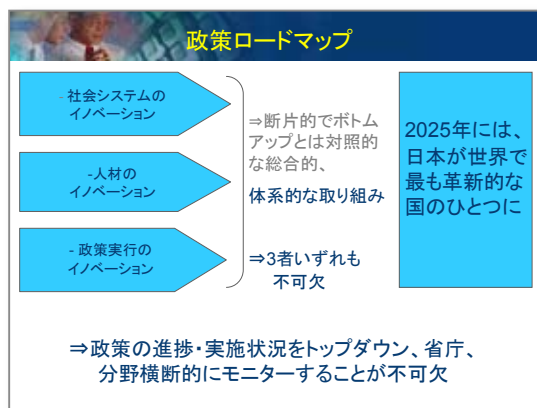 政策ロードマップ
- 社会システムの
イノベーション
-人材の
イノベーション
- 政策実行の
イノベーション
⇒断片的でボトム
アップとは対照的
な総合的、
体系的な取り組み
⇒3者いずれも
不可欠
2025年には、
日本が世界で
最も革新的な
国のひとつに
⇒政策の進捗・実施状況をトップダウン、省庁、
分野横断的にモニターすることが不可欠